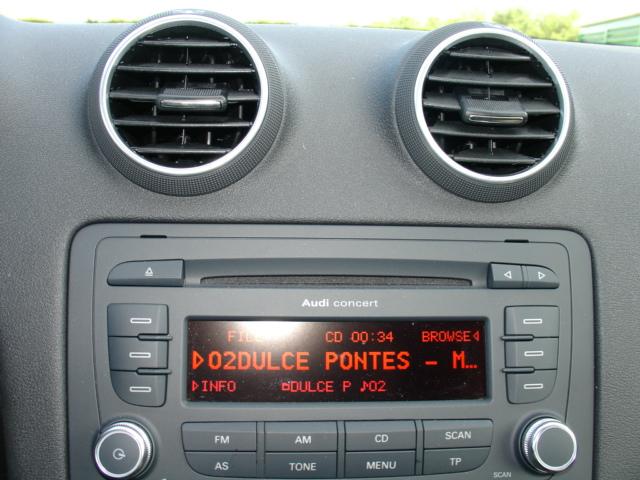 Audi concert
CD 00:34 BROWSE
02DULCE PONTES - M...
INFO DULCE P ♪02
FM AM CD SCAN
AS TONE MENU TP
SCAN